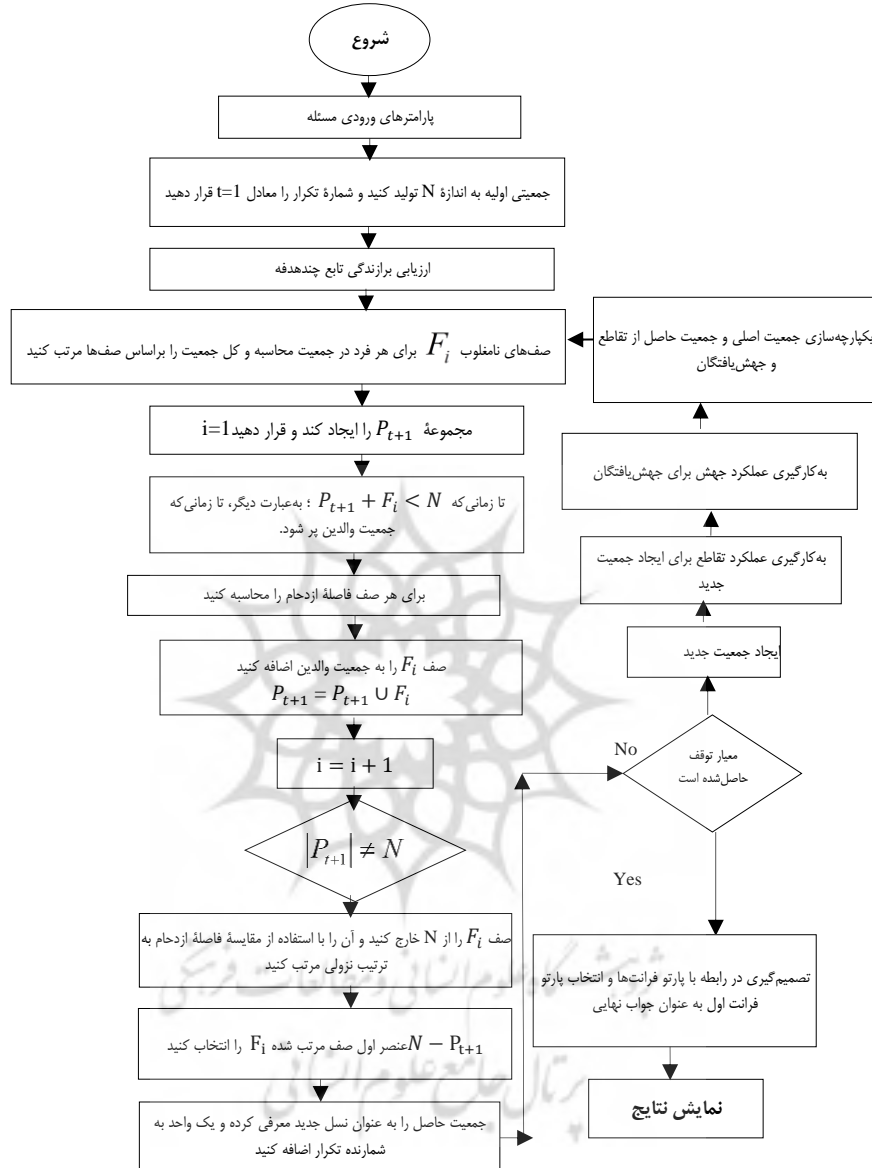 شروع
پارامترهای ورودی مسئله
جمعیتی اولیه به اندازهٔ N تولید کنید و شمارهٔ تکرار را معادل t=1 قرار دهید
ارزیابی برازندگی تابع چندهدفه
صف‌های نامغلوب F_i برای هر فرد در جمعیت محاسبه و کل جمعیت را براساس صف‌ها مرتب کنید
مجموعهٔ P_{t+1} را ایجاد کند و قرار دهید i=1
تا زمانی‌که P_{t+1} + F_i < N ؛ به‌عبارت دیگر، تا زمانی‌که
جمعیت والدین پر شود.
برای هر صف فاصلهٔ ازدحام را محاسبه کنید
صف F_i را به جمعیت والدین اضافه کنید
P_{t+1} = P_{t+1} ∪ F_i
i = i + 1
|P_{t+1}| ≠ N
صف F_i را از N خارج کنید و آن را با استفاده از مقایسهٔ فاصلهٔ ازدحام به
ترتیب نزولی مرتب کنید
N − P_{t+1} عنصر اول صف مرتب شده F_i را انتخاب کنید
جمعیت حاصل را به عنوان نسل جدید معرفی کرده و یک واحد به
شمارنده تکرار اضافه کنید
معیار توقف
حاصل‌شده است
No
ایجاد جمعیت جدید
به‌کارگیری عملکرد تقاطع برای ایجاد جمعیت
جدید
به‌کارگیری عملکرد جهش برای جهش‌یافتگان
یکپارچه‌سازی جمعیت اصلی و جمعیت حاصل از تقاطع
و جهش‌یافتگان
Yes
تصمیم‌گیری در رابطه با پارتو فرانت‌ها و انتخاب پارتو
فرانت اول به عنوان جواب نهایی
نمایش نتایج
پژوهشگاه علوم انسانی و مطالعات فرهنگی
پرتال جامع علوم انسانی